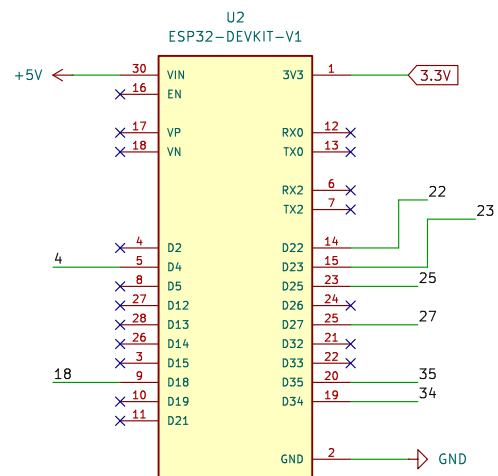 U2
ESP32-DEVKIT-V1
+5V 30 VIN 3V3 1 3.3V
16 EN
17 VP RX0 12
18 VN TX0 13
RX2 6
TX2 7
22
23
4 D2 D22 14
4 5 D4 D23 15
8 D5 D25 23 25
27 D12 D26 24
28 D13 D27 25 27
26 D14 D32 21
3 D15 D33 22
18 9 D18 D35 20 35
10 D19 D34 19 34
11 D21
GND 2 GND